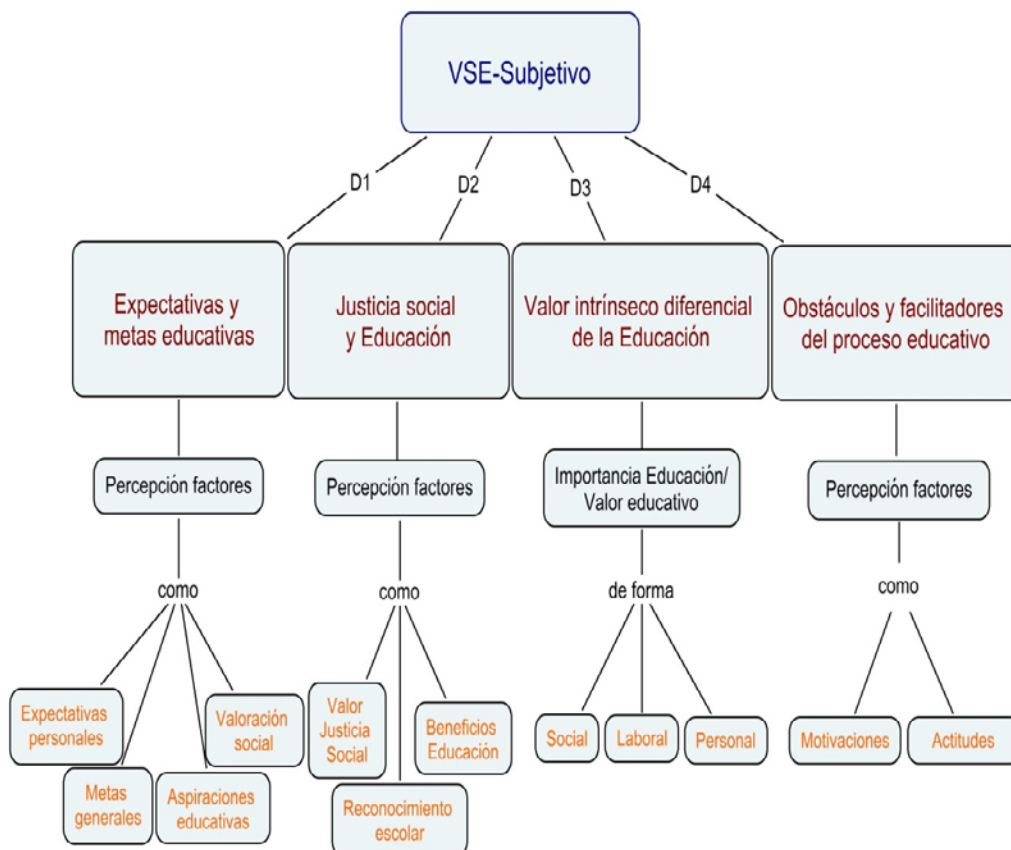 VSE-Subjetivo
D1
D2
D3
D4
Expectativas y
metas educativas
Justicia social
y Educación
Valor intrínseco diferencial
de la Educación
Obstáculos y facilitadores
del proceso educativo
Percepción factores
Percepción factores
Importancia Educación/
Valor educativo
Percepción factores
como
como
de forma
como
Expectativas
personales
Metas
generales
Aspiraciones
educativas
Valoración
social
Valor
Justicia
Social
Reconocimiento
escolar
Beneficios
Educación
Social
Laboral
Personal
Motivaciones
Actitudes